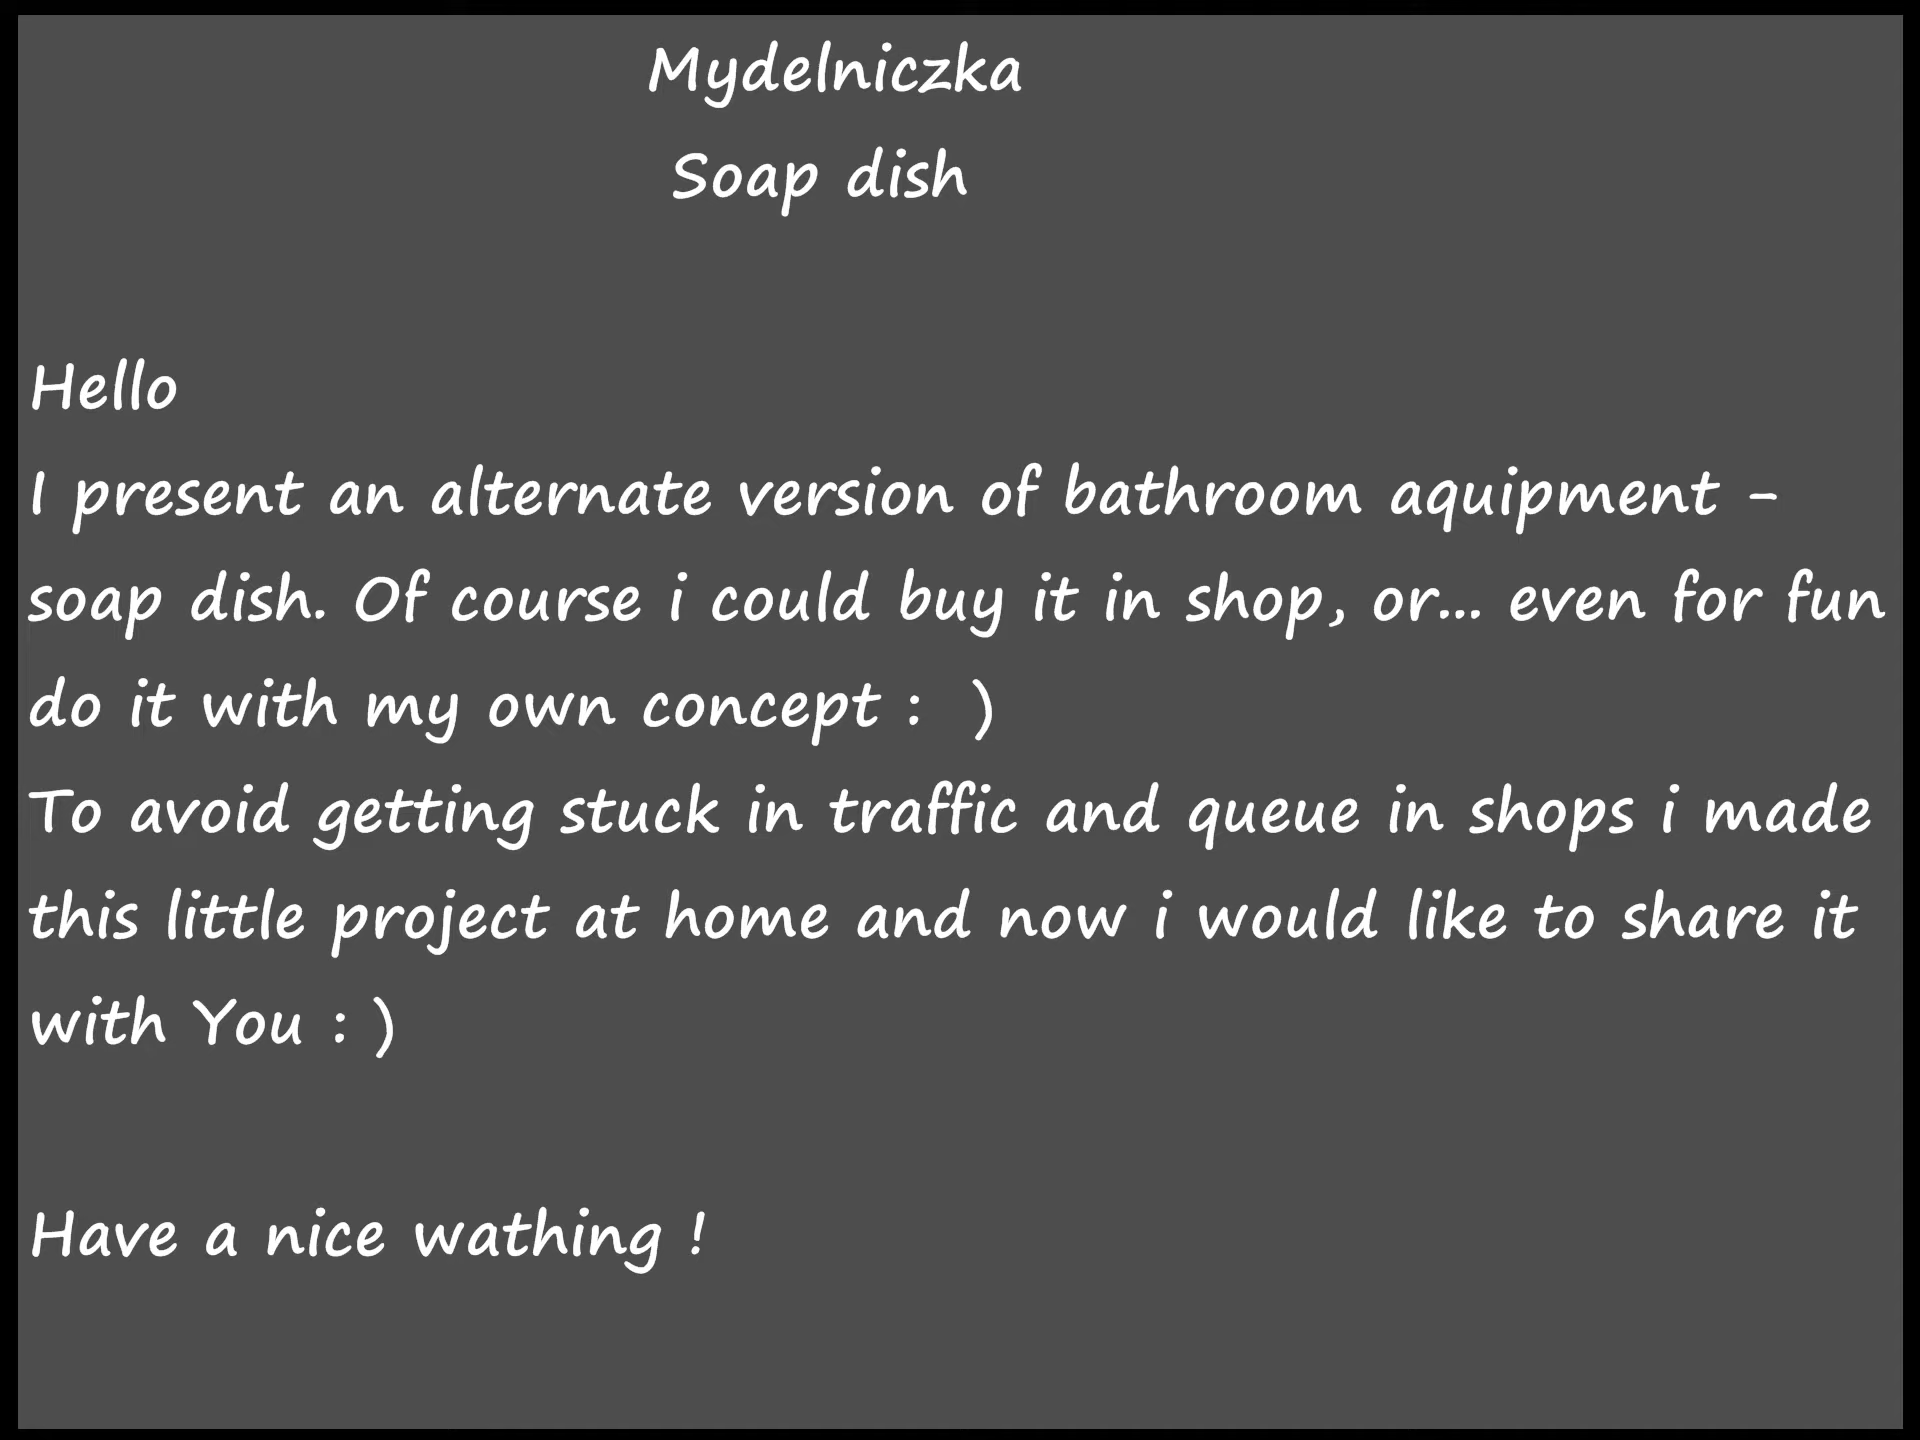 Mydelniczka
Soap dish
Hello
I present an alternate version of bathroom aquipment -
soap dish. Of course i could buy it in shop, or... even for fun
do it with my own concept :  )
To avoid getting stuck in traffic and queue in shops i made
this little project at home and now i would like to share it
with You : )
Have a nice wathing !